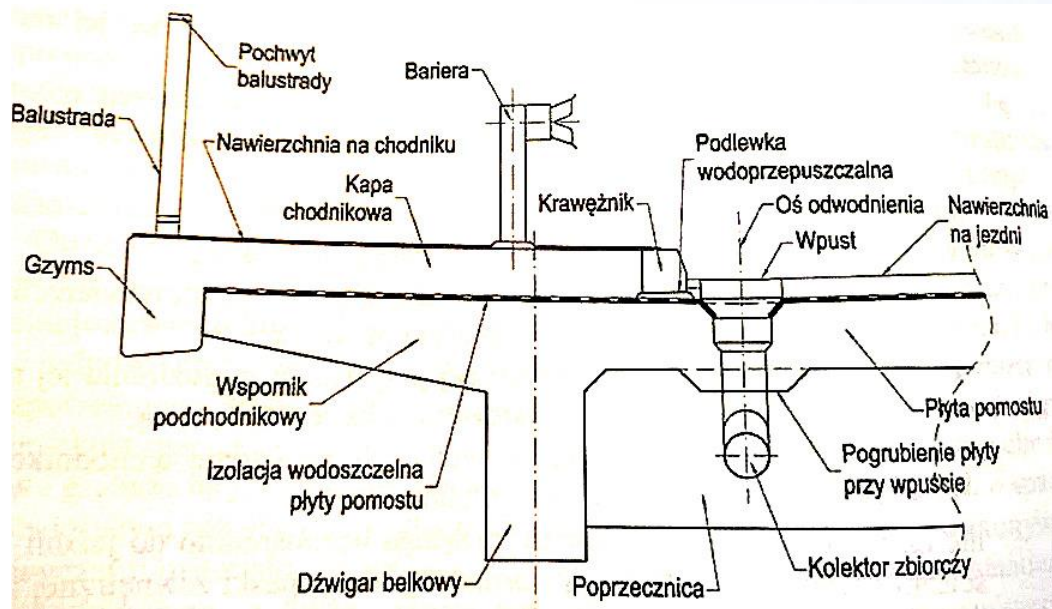 Pochwyt
balustrady
Balustrada
Nawierzchnia na chodniku
Kapa
chodnikowa
Bariera
Podlewka
wodoprzepuszczalna
Krawężnik
Oś odwodnienia
Wpust
Nawierzchnia
na jezdni
Gzyms
Wspornik
podchodnikowy
Izolacja wodoszczelna
płyty pomostu
Płyta pomostu
Pogrubienie płyty
przy wpuście
Dźwigar belkowy
Poprzecznica
Kolektor zbiorczy